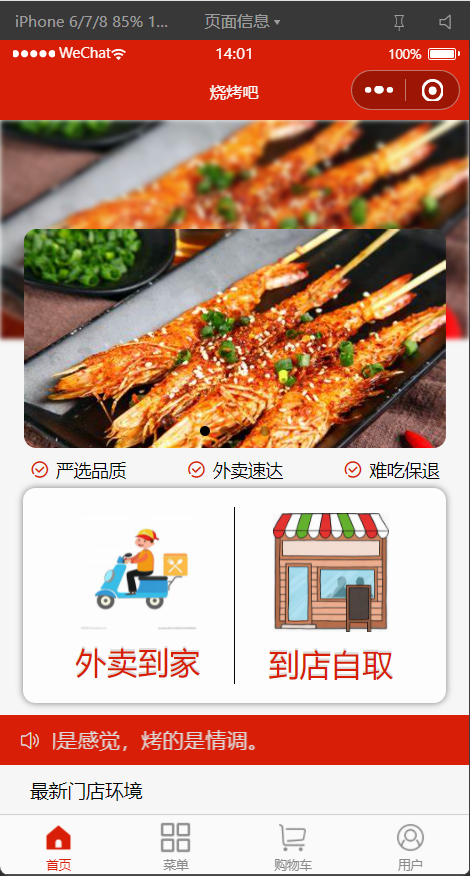 iPhone 6/7/8 85% 1... 页面信息
WeChat 14:01 100%
烧烤吧
严选品质 外卖速达 难吃保退
外卖到家 到店自取
是感觉，烤的是情调。
最新门店环境
首页 菜单 购物车 用户